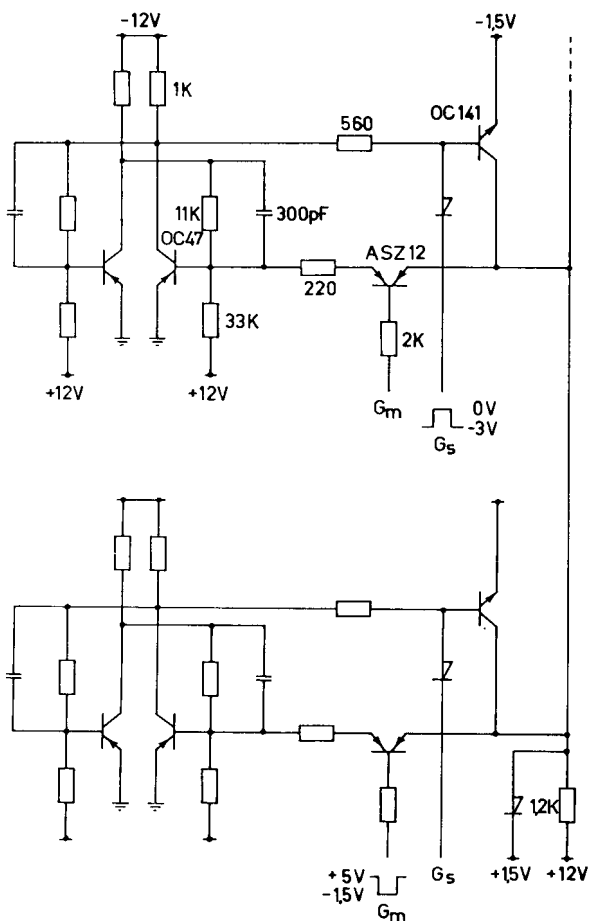 -12V
-1,5V
1K
560
OC141
11K
300pF
OC47
ASZ12
220
33K
2K
+12V
+12V
Gm
0V
-3V
Gs
1,2K
+5V
-1,5V
Gm
Gs
+1,5V
+12V